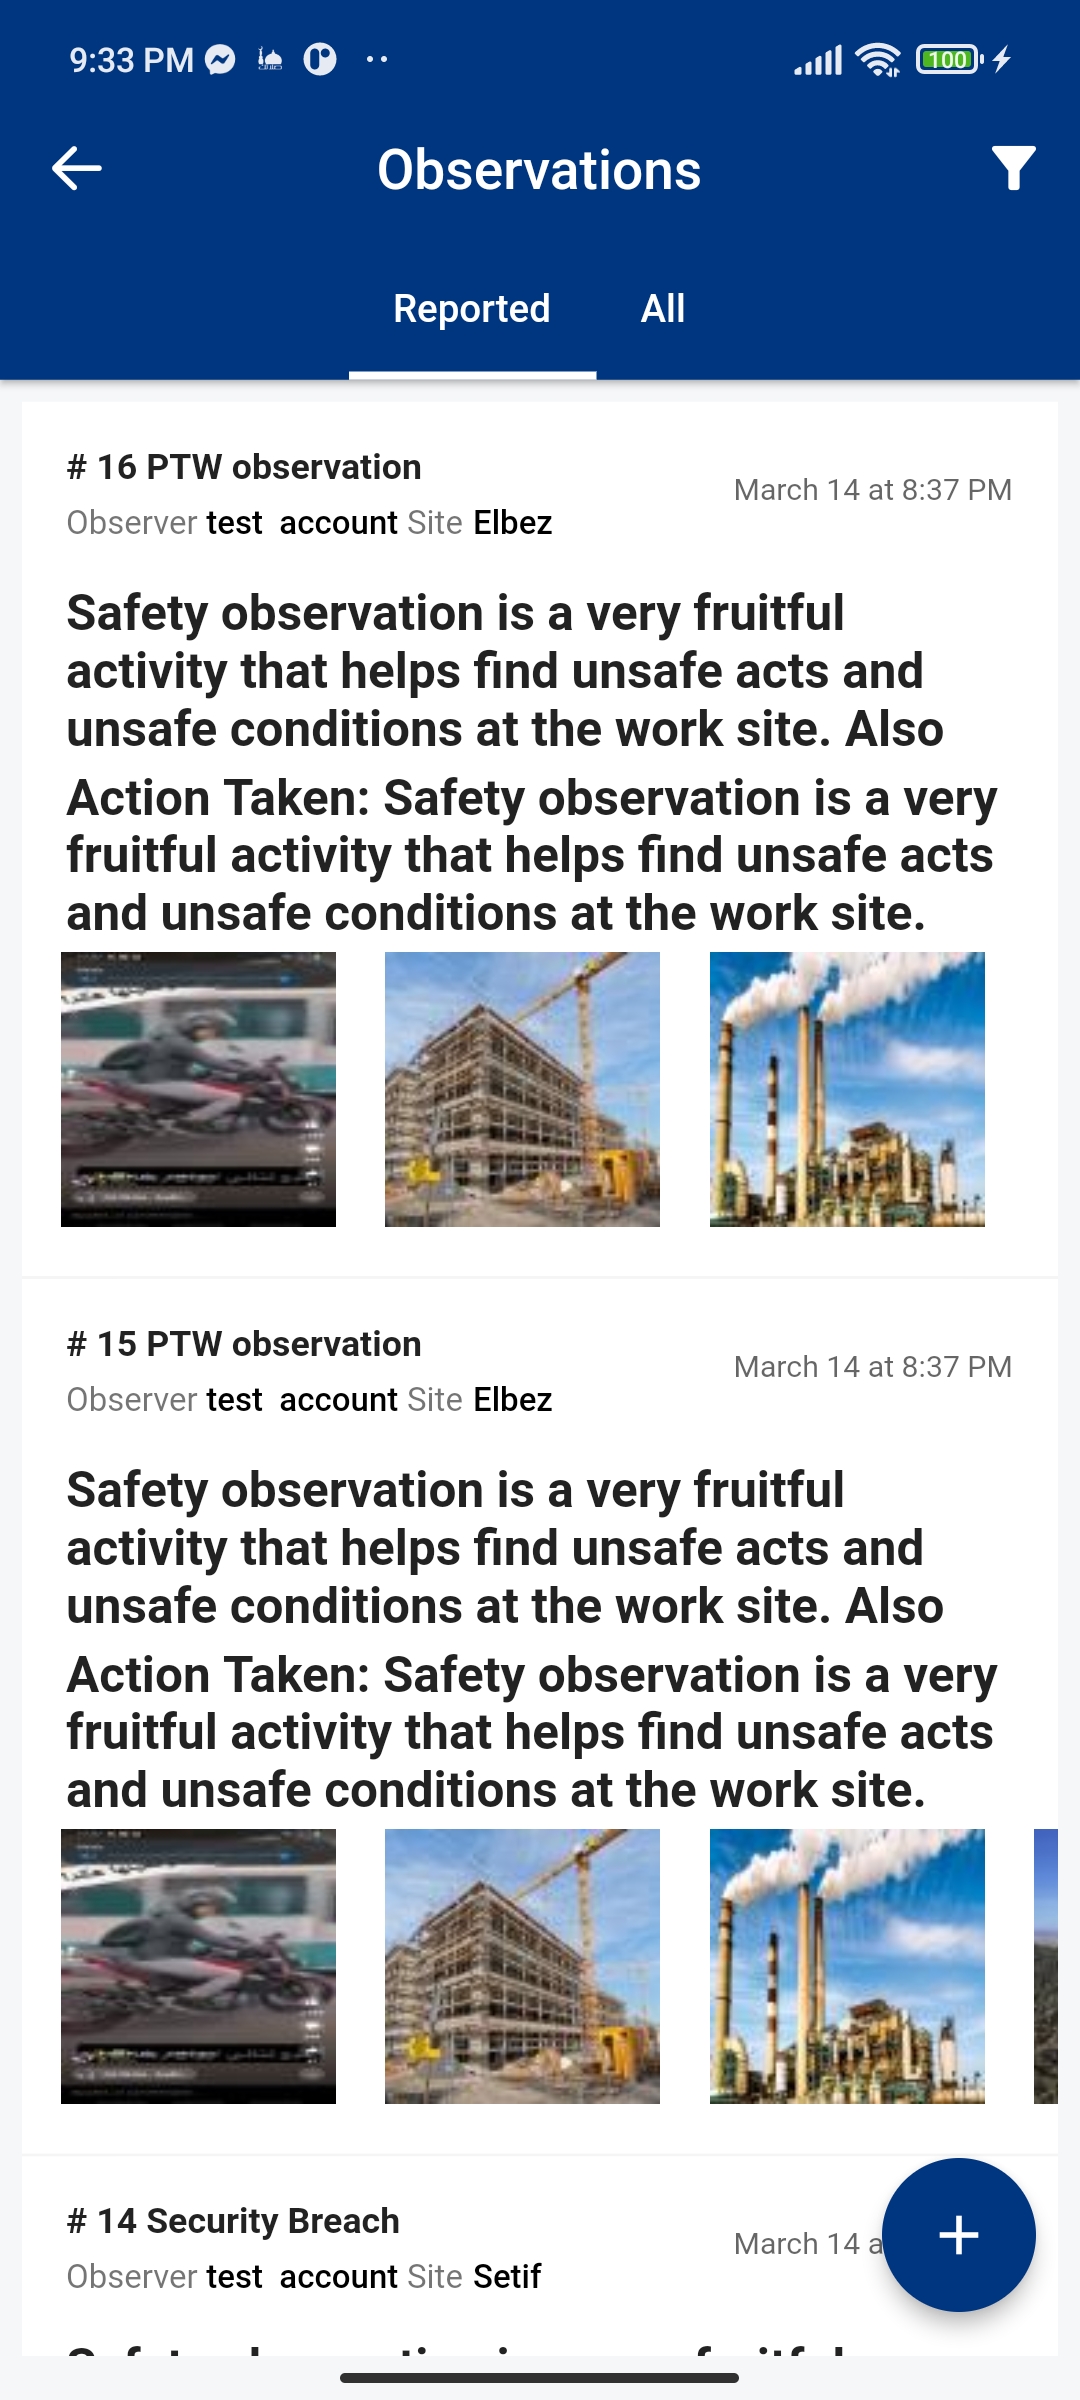 9:33 PM
100
Observations
Reported
All
# 16 PTW observation
March 14 at 8:37 PM
Observer test account Site Elbez
Safety observation is a very fruitful
activity that helps find unsafe acts and
unsafe conditions at the work site. Also
Action Taken: Safety observation is a very
fruitful activity that helps find unsafe acts
and unsafe conditions at the work site.
# 15 PTW observation
March 14 at 8:37 PM
Observer test account Site Elbez
Safety observation is a very fruitful
activity that helps find unsafe acts and
unsafe conditions at the work site. Also
Action Taken: Safety observation is a very
fruitful activity that helps find unsafe acts
and unsafe conditions at the work site.
# 14 Security Breach
March 14 a
Observer test account Site Setif